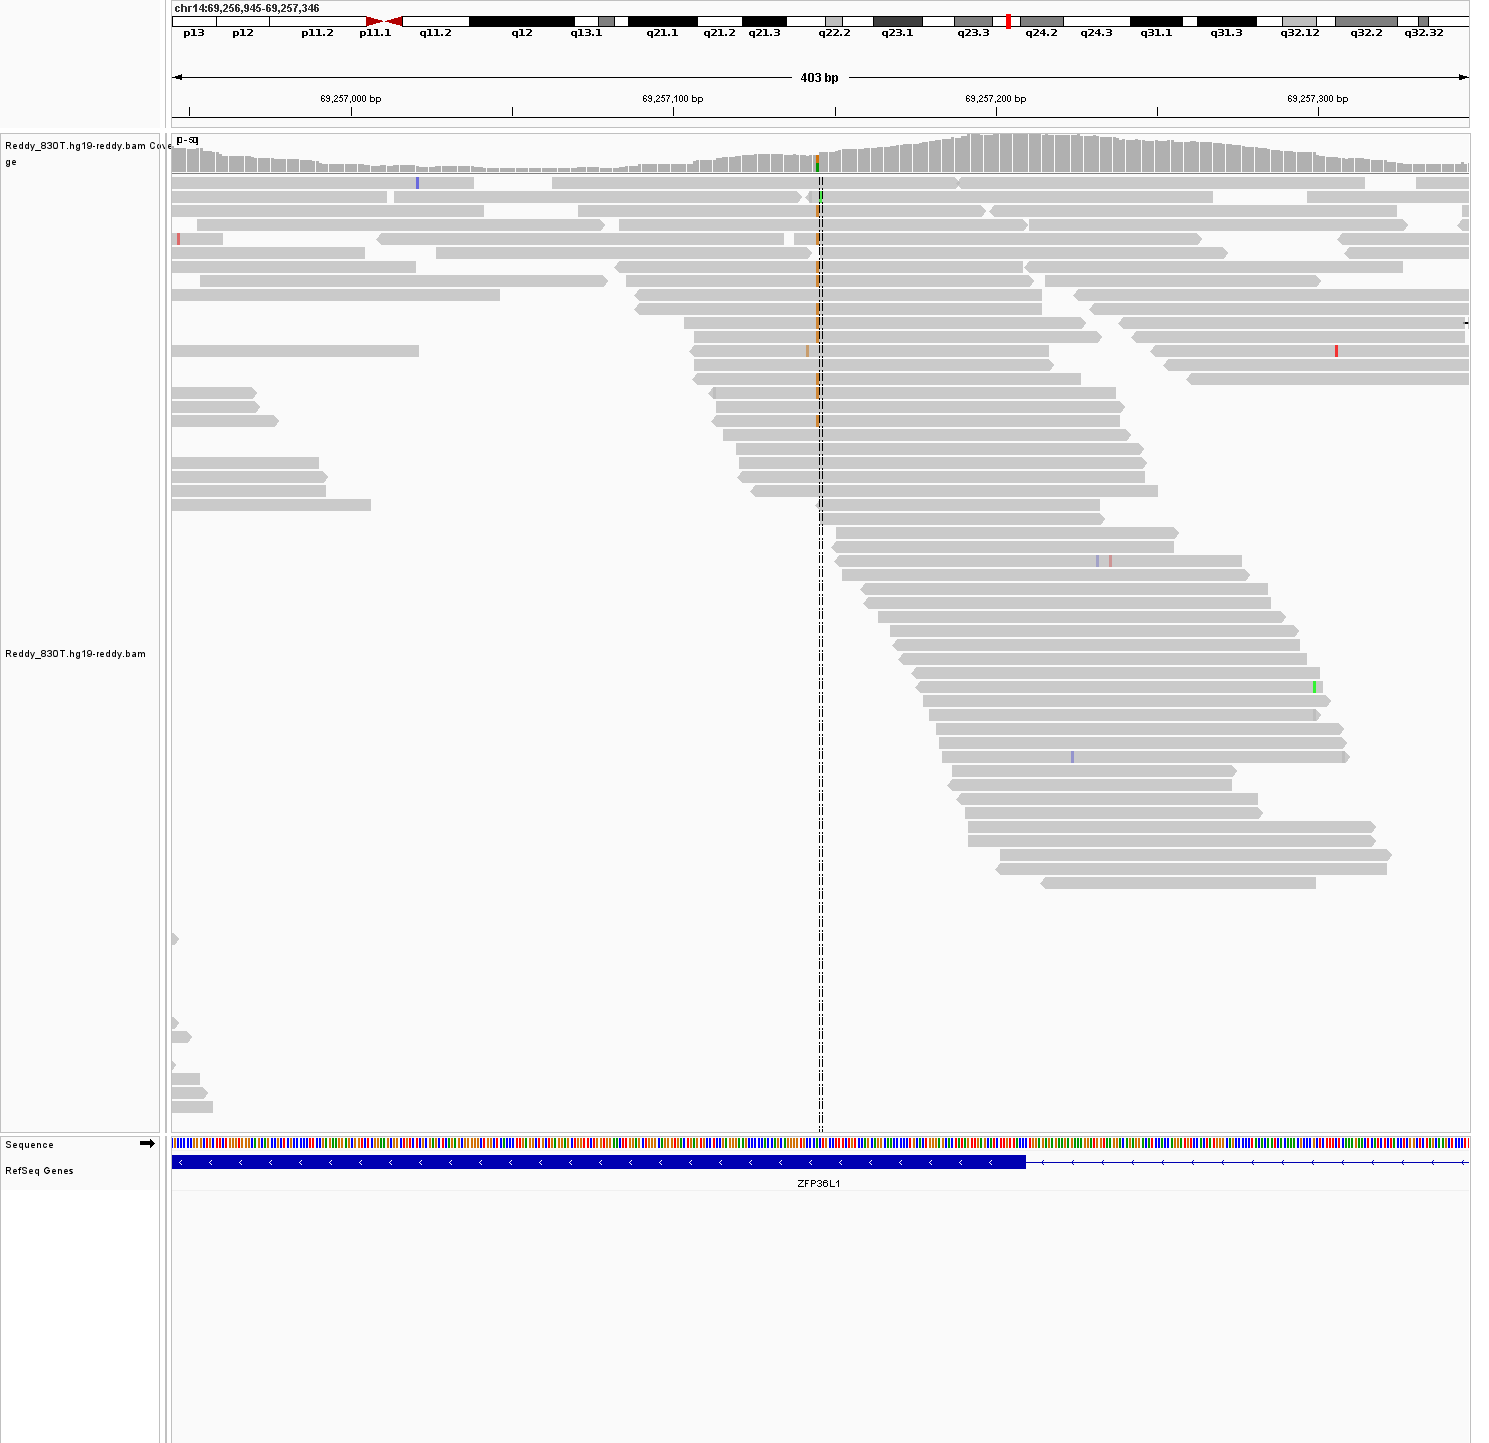 chr14:69,256,945-69,257,346
p13 p12 p11.2 p11.1 q11.2 q12 q13.1 q21.1 q21.2 q21.3 q22.2 q23.1 q23.3 q24.2 q24.3 q31.1 q31.3 q32.12 q32.2 q32.32
403 bp
69,257,000 bp 69,257,100 bp 69,257,200 bp 69,257,300 bp
Reddy_830T.hg19-reddy.bam Cove
ge
Reddy_830T.hg19-reddy.bam
Sequence
RefSeq Genes
ZFP36L1